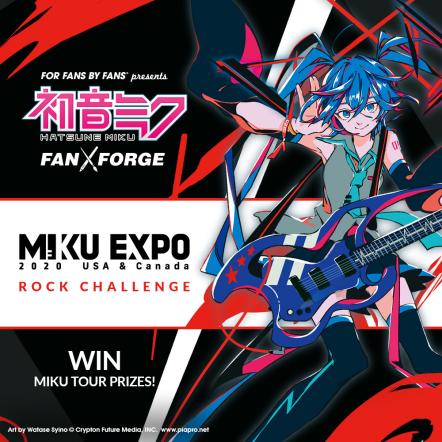 FOR FANS BY FANS® presents
初音ミク
HATSUNE MIKU
FAN FORGE
MIKU EXPO
2020 USA & Canada
ROCK CHALLENGE
WIN
MIKU TOUR PRIZES!
Art by Watase Syino © Crypton Future Media, INC. www.piapro.net